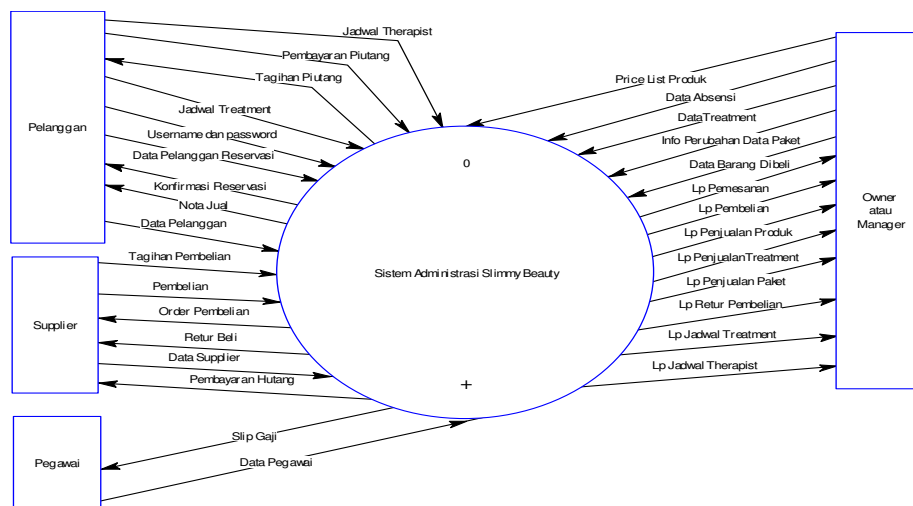 Jadwal Therapist
Pembayaran Piutang
Tagihan Piutang
Jadwal Treatment
Username dan password
Data Pelanggan Reservasi
Konfirmasi Reservasi
Nota Jual
Data Pelanggan
Pelanggan
Tagihan Pembelian
Pembelian
Order Pembelian
Retur Beli
Data Supplier
Pembayaran Hutang
Supplier
Slip Gaji
Data Pegawai
Pegawai
0
Sistem Administrasi Slimmy Beauty
+
Price List Produk
Data Absensi
DataTreatment
Info Perubahan Data Paket
Data Barang Dibeli
Lp Pemesanan
Lp Pembelian
Lp Penjualan Produk
Lp PenjualanTreatment
Lp Penjualan Paket
Lp Retur Pembelian
Lp Jadwal Treatment
Lp Jadwal Therapist
Owner
atau
Manager